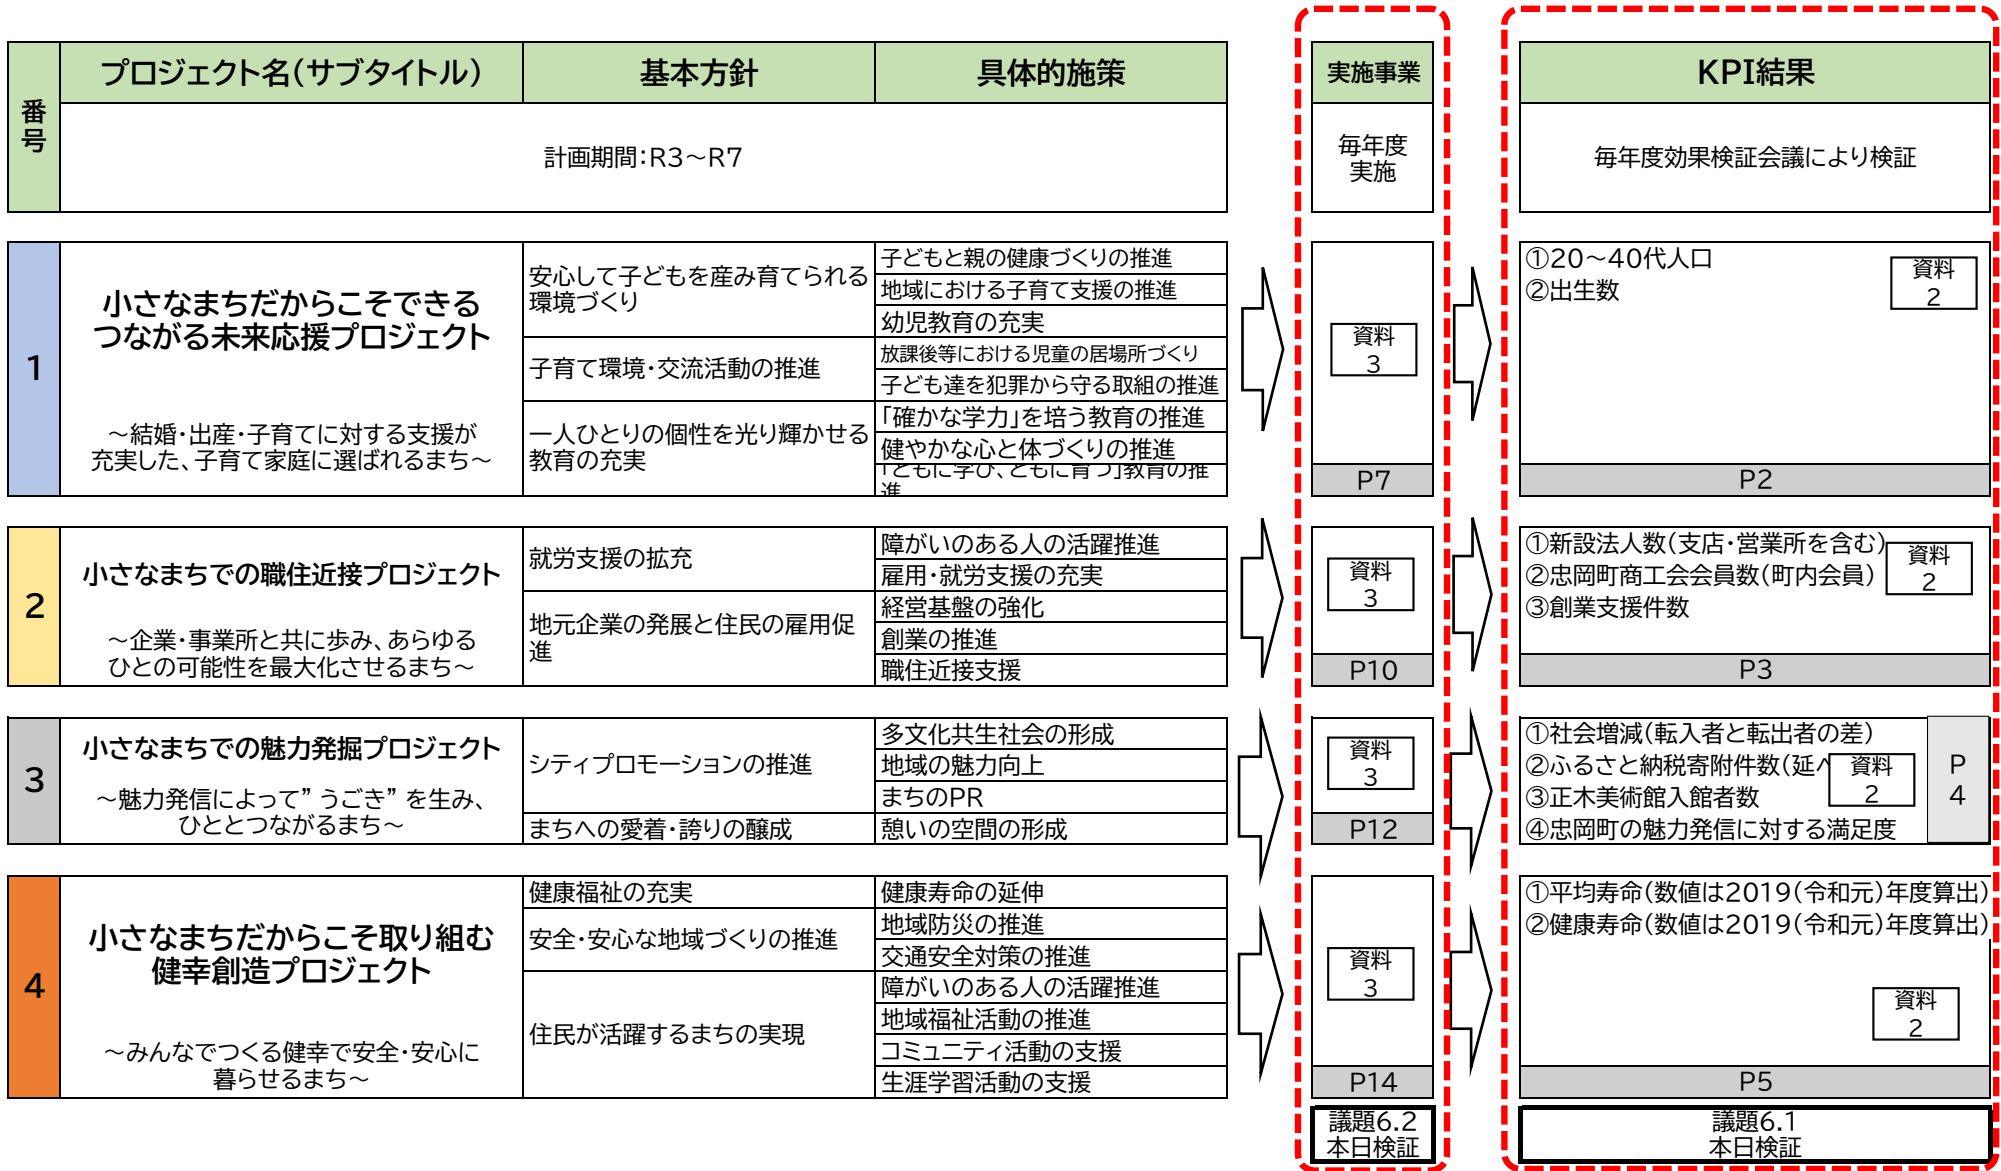 番号
プロジェクト名(サブタイトル)
基本方針
具体的施策
実施事業
KPI結果
計画期間:R3～R7
毎年度
実施
毎年度効果検証会議により検証
1
小さなまちだからこそできる
つながる未来応援プロジェクト
～結婚・出産・子育てに対する支援が
充実した、子育て家庭に選ばれるまち～
安心して子どもを産み育てられる
環境づくり
子どもと親の健康づくりの推進
地域における子育て支援の推進
幼児教育の充実
子育て環境・交流活動の推進
放課後等における児童の居場所づくり
子ども達を犯罪から守る取組の推進
一人ひとりの個性を光り輝かせる
教育の充実
「確かな学力」を培う教育の推進
健やかな心と体づくりの推進
「ともに学び、ともに育つ」教育の推
進
資料
3
P7
①20～40代人口
②出生数
資料
2
P2
2
小さなまちでの職住近接プロジェクト
～企業・事業所と共に歩み、あらゆる
ひとの可能性を最大化させるまち～
就労支援の拡充
障がいのある人の活躍推進
雇用・就労支援の充実
地元企業の発展と住民の雇用促
進
経営基盤の強化
創業の推進
職住近接支援
資料
3
P10
①新設法人数(支店・営業所を含む)
②忠岡町商工会会員数(町内会員)
③創業支援件数
資料
2
P3
3
小さなまちでの魅力発掘プロジェクト
～魅力発信によって”うごき”を生み、
ひととつながるまち～
シティプロモーションの推進
多文化共生社会の形成
地域の魅力向上
まちのPR
まちへの愛着・誇りの醸成
憩いの空間の形成
資料
3
P12
①社会増減(転入者と転出者の差)
②ふるさと納税寄附件数(延べ
③正木美術館入館者数
④忠岡町の魅力発信に対する満足度
資料
2
P
4
4
小さなまちだからこそ取り組む
健幸創造プロジェクト
～みんなでつくる健幸で安全・安心に
暮らせるまち～
健康福祉の充実
健康寿命の延伸
安全・安心な地域づくりの推進
地域防災の推進
交通安全対策の推進
住民が活躍するまちの実現
障がいのある人の活躍推進
地域福祉活動の推進
コミュニティ活動の支援
生涯学習活動の支援
資料
3
P14
①平均寿命(数値は2019(令和元)年度算出)
②健康寿命(数値は2019(令和元)年度算出)
資料
2
P5
議題6.2
本日検証
議題6.1
本日検証